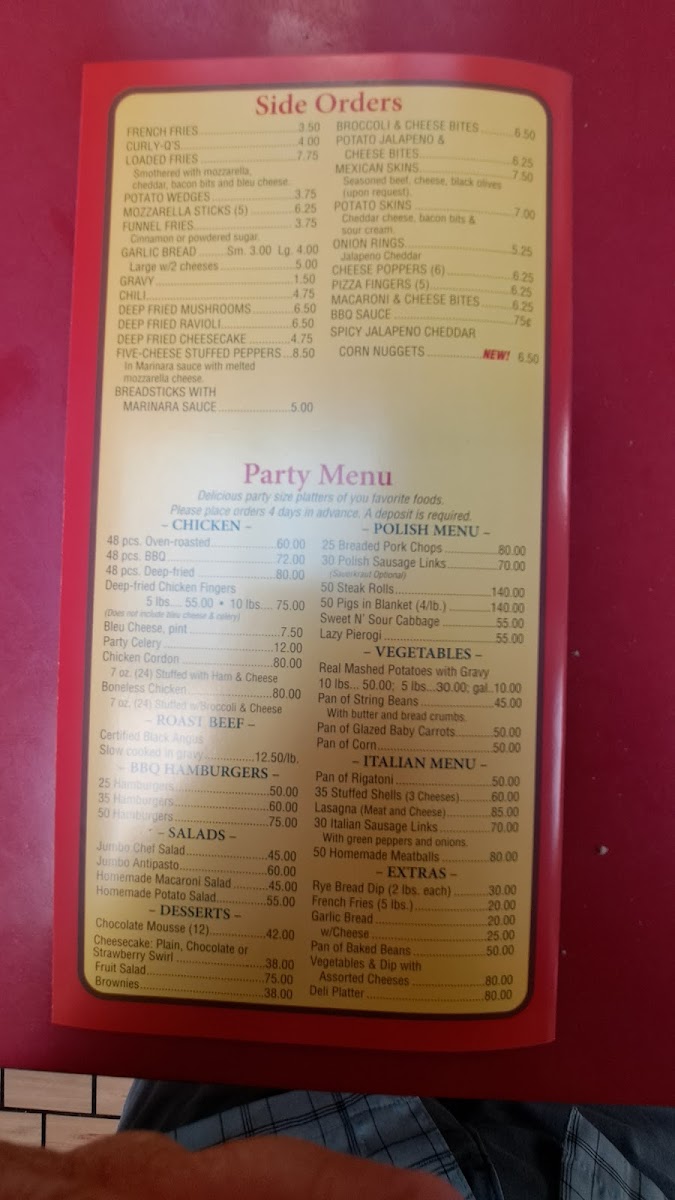 Side Orders
FRENCH FRIES 3.50
CURLY-Q'S 4.00
LOADED FRIES 7.75
Smothered with mozzarella,
cheddar, bacon bits and bleu cheese.
POTATO WEDGES 3.75
MOZZARELLA STICKS (5) 6.25
FUNNEL FRIES 3.75
Cinnamon or powdered sugar.
GARLIC BREAD Sm. 3.00 Lg. 4.00
Large w/2 cheeses 5.00
GRAVY 1.50
CHILI 4.75
DEEP FRIED MUSHROOMS 6.50
DEEP FRIED RAVIOLI 6.50
DEEP FRIED CHEESECAKE 4.75
FIVE-CHEESE STUFFED PEPPERS 8.50
In Marinara sauce with melted
mozzarella cheese.
BREADSTICKS WITH
MARINARA SAUCE 5.00
BROCCOLI & CHEESE BITES 6.50
POTATO JALAPENO &
CHEESE BITES 6.25
MEXICAN SKINS 7.50
Seasoned beef, cheese, black olives
(upon request).
POTATO SKINS 7.00
Cheddar cheese, bacon bits &
sour cream.
ONION RINGS 5.25
Jalapeno Cheddar
CHEESE POPPERS (6) 6.25
PIZZA FINGERS (5) 6.25
MACARONI & CHEESE BITES 6.25
BBQ SAUCE .75¢
SPICY JALAPENO CHEDDAR
CORN NUGGETS NEW! 6.50
Party Menu
Delicious party size platters of you favorite foods.
Please place orders 4 days in advance. A deposit is required.
– CHICKEN –
48 pcs. Oven-roasted 60.00
48 pcs. BBQ 72.00
48 pcs. Deep-fried 80.00
Deep-fried Chicken Fingers
5 lbs.... 55.00 • 10 lbs.... 75.00
(Does not include bleu cheese & celery)
Bleu Cheese, pint 7.50
Party Celery 12.00
Chicken Cordon 80.00
7 oz. (24) Stuffed with Ham & Cheese
Boneless Chicken 80.00
7 oz. (24) Stuffed w/Broccoli & Cheese
– ROAST BEEF –
Certified Black Angus
Slow cooked in gravy 12.50/lb.
– BBQ HAMBURGERS –
25 Hamburgers 50.00
35 Hamburgers 60.00
50 Hamburgers 75.00
– SALADS –
Jumbo Chef Salad 45.00
Jumbo Antipasto 60.00
Homemade Macaroni Salad 45.00
Homemade Potato Salad 55.00
– DESSERTS –
Chocolate Mousse (12) 42.00
Cheesecake: Plain, Chocolate or
Strawberry Swirl 38.00
Fruit Salad 75.00
Brownies 38.00
– POLISH MENU –
25 Breaded Pork Chops 80.00
30 Polish Sausage Links 70.00
(Sauerkraut Optional)
50 Steak Rolls 140.00
50 Pigs in Blanket (4/lb.) 140.00
Sweet N' Sour Cabbage 55.00
Lazy Pierogi 55.00
– VEGETABLES –
Real Mashed Potatoes with Gravy
10 lbs... 50.00; 5 lbs...30.00; gal..10.00
Pan of String Beans 45.00
With butter and bread crumbs.
Pan of Glazed Baby Carrots 50.00
Pan of Corn 50.00
– ITALIAN MENU –
Pan of Rigatoni 50.00
35 Stuffed Shells (3 Cheeses) 60.00
Lasagna (Meat and Cheese) 85.00
30 Italian Sausage Links 70.00
With green peppers and onions.
50 Homemade Meatballs 80.00
– EXTRAS –
Rye Bread Dip (2 lbs. each) 30.00
French Fries (5 lbs.) 20.00
Garlic Bread 20.00
w/Cheese 25.00
Pan of Baked Beans 50.00
Vegetables & Dip with
Assorted Cheeses 80.00
Deli Platter 80.00